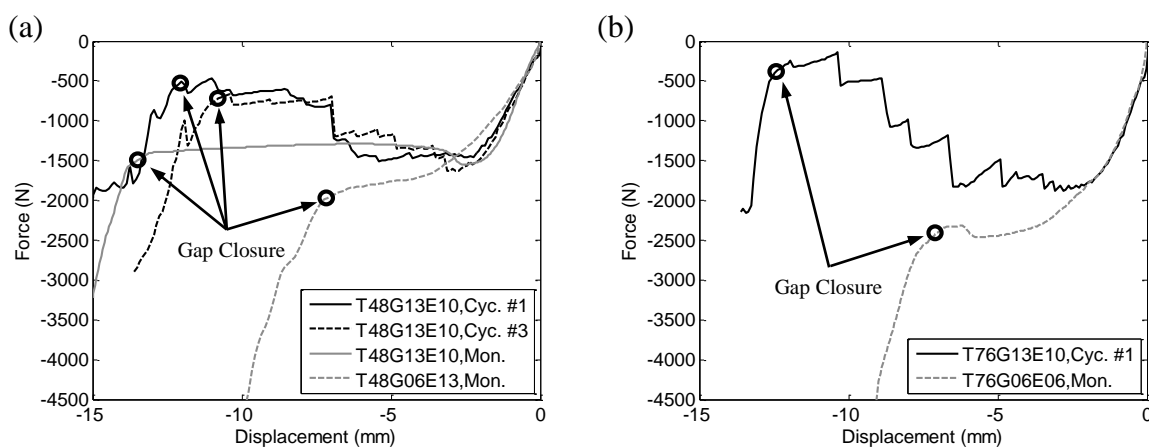 (a)
Force (N)
0
-500
-1000
-1500
-2000
-2500
-3000
-3500
-4000
-4500
-15
-10
-5
0
Displacement (mm)
Gap Closure
T48G13E10,Cyc. #1
T48G13E10,Cyc. #3
T48G13E10,Mon.
T48G06E13,Mon.
(b)
Force (N)
0
-500
-1000
-1500
-2000
-2500
-3000
-3500
-4000
-4500
-15
-10
-5
0
Displacement (mm)
Gap Closure
T76G13E10,Cyc. #1
T76G06E06,Mon.